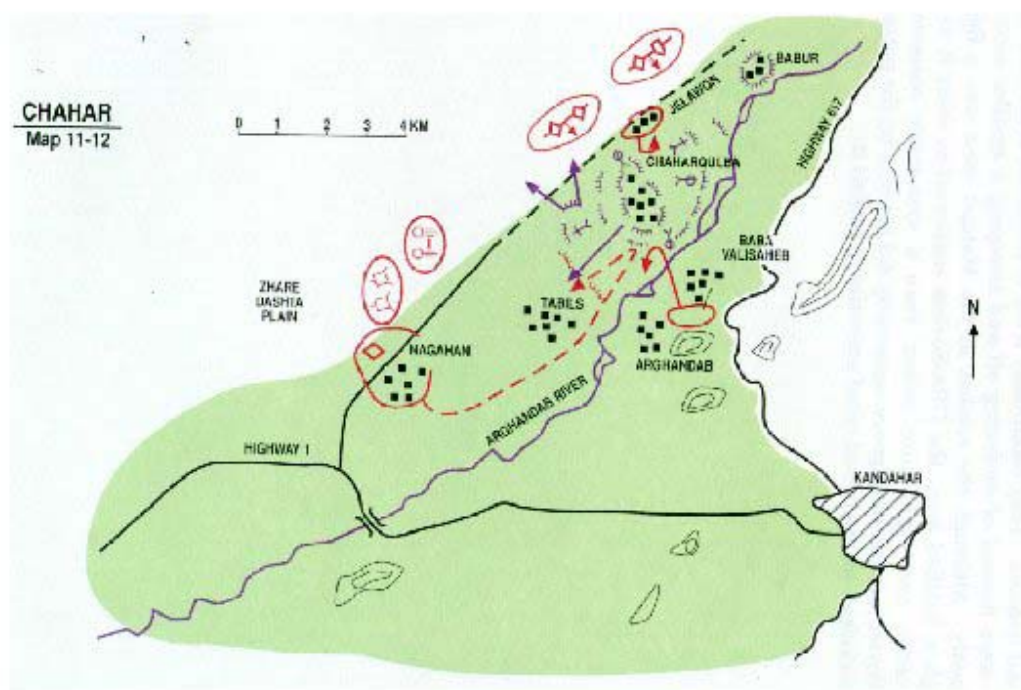 CHAHAR
Map 11-12
0 1 2 3 4 KM
BABUR
JELAWOR
HIGHWAY 617
CHAHARQULBA
BABA
VALISAHEB
?
ZHARE
DASHTA
PLAIN
TABILS
NAGAHAN
ARGHANDAB
N
ARGHANDAB RIVER
HIGHWAY 1
KANDAHAR